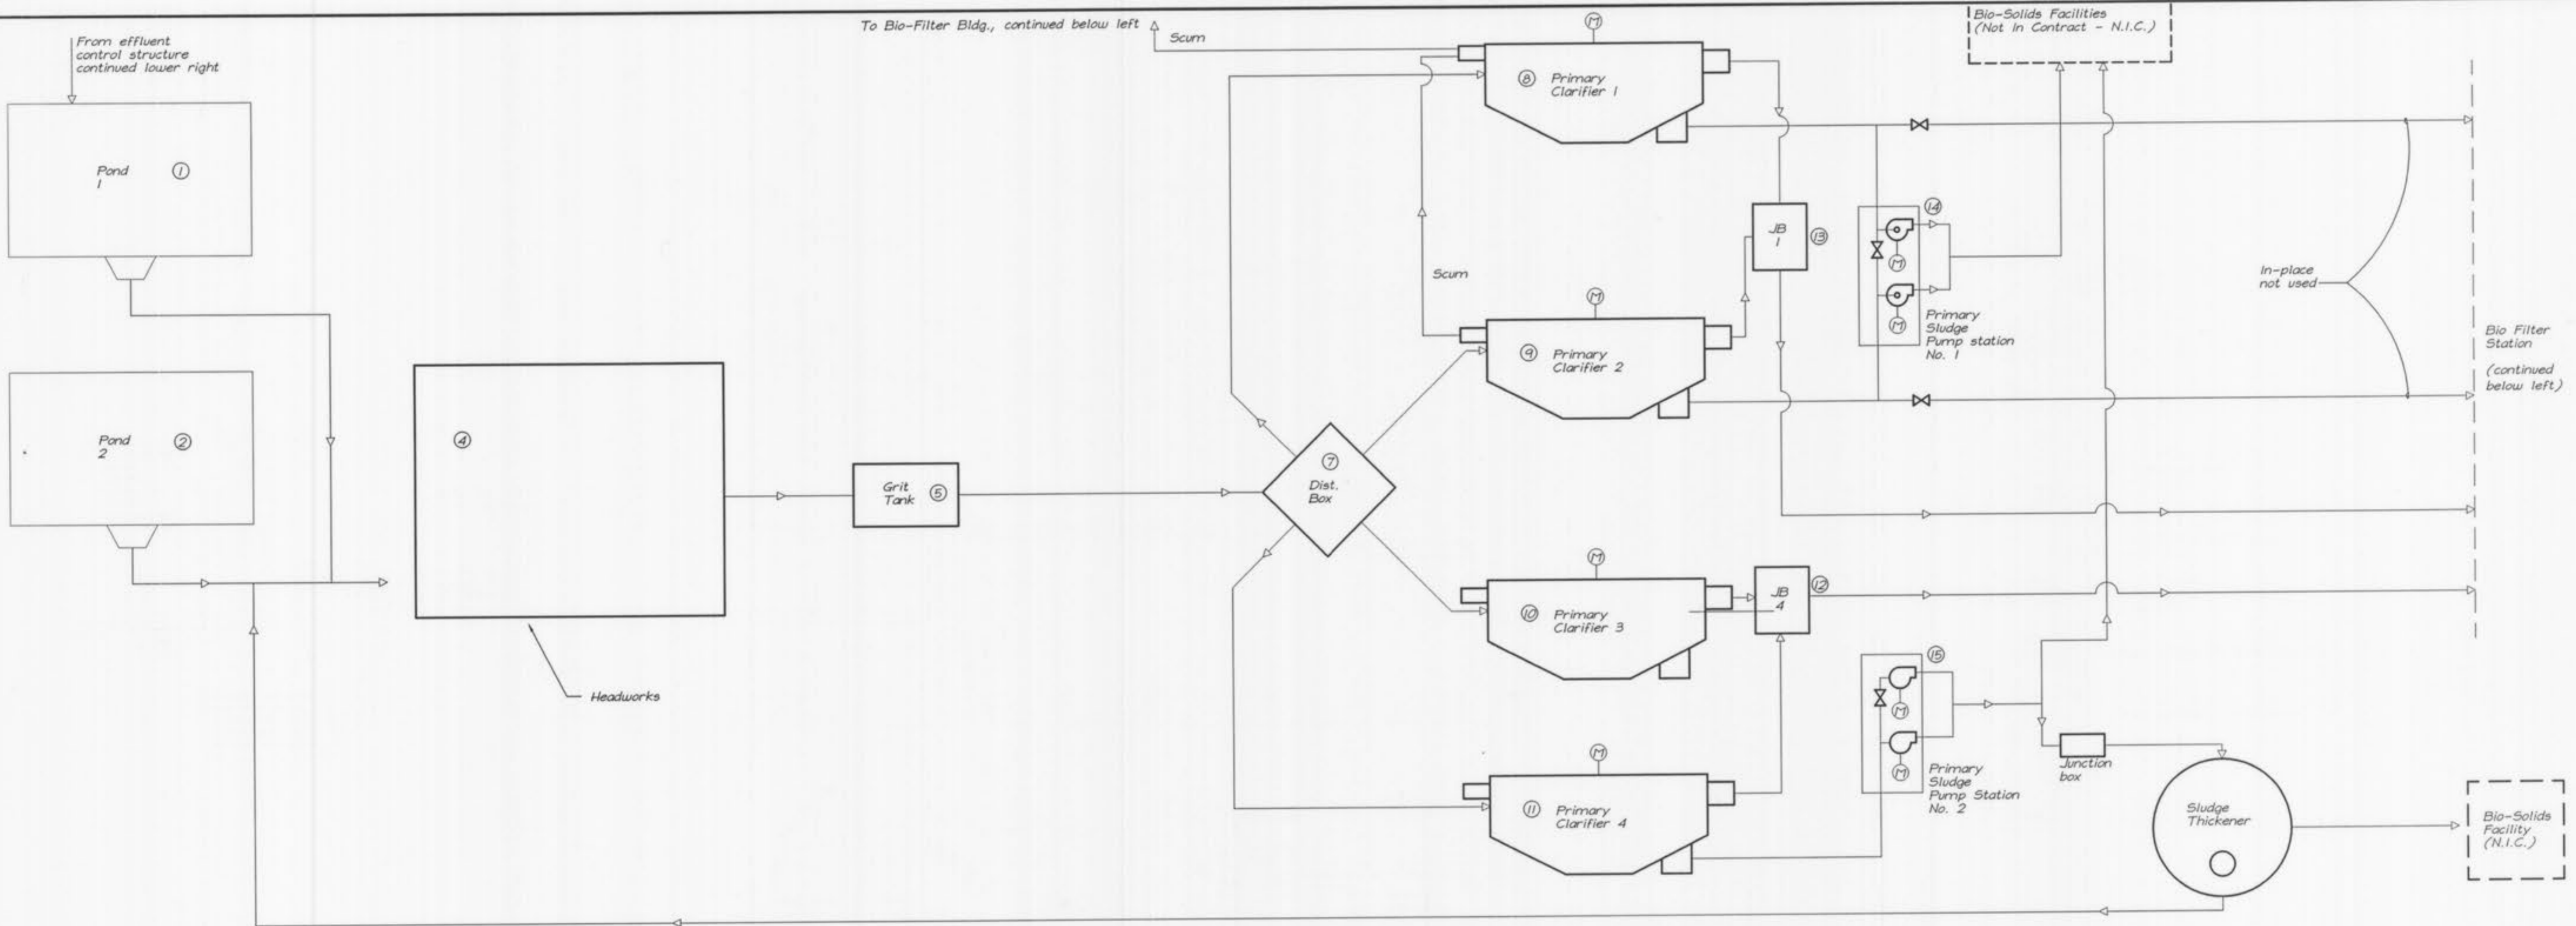 To Bio-Filter Bldg., continued below left
Scum
From effluent
control structure
continued lower right
Bio-Solids Facilities
(Not In Contract - N.I.C.)
M
8 Primary
Clarifier 1
Pond
1
1
JB
1
13
14
M
M
Primary
Sludge
Pump station
No. 1
Scum
In-place
not used
M
9 Primary
Clarifier 2
Bio Filter
Station
(continued
below left)
Pond
2
2
4
Headworks
Grit
Tank
5
7
Dist.
Box
M
10 Primary
Clarifier 3
JB
4
12
15
M
M
Primary
Sludge
Pump Station
No. 2
Junction
box
M
11 Primary
Clarifier 4
Sludge
Thickener
Bio-Solids
Facility
(N.I.C.)